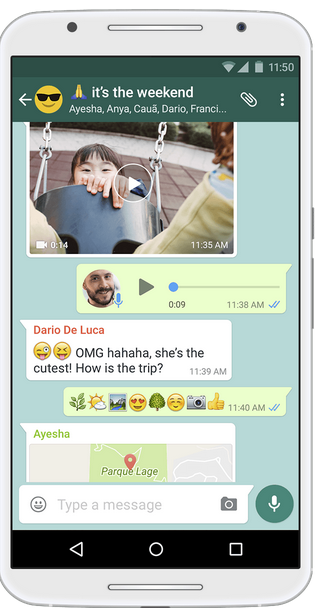 11:50
🙏 it's the weekend
Ayesha, Anya, Cauã, Dario, Franci...
0:14 11:35 AM
0:09 11:38 AM
Dario De Luca
😜😝 OMG hahaha, she's the
cutest! How is the trip?
11:39 AM
🌿🌤🏞😍🌳☺️📷👍 11:40 AM
Ayesha
Parque Lage
Type a message